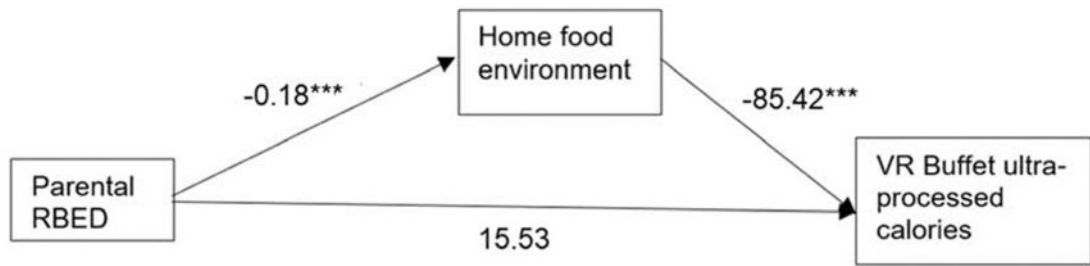 Home food
environment
-0.18***
-85.42***
Parental
RBED
VR Buffet ultra-
processed
calories
15.53